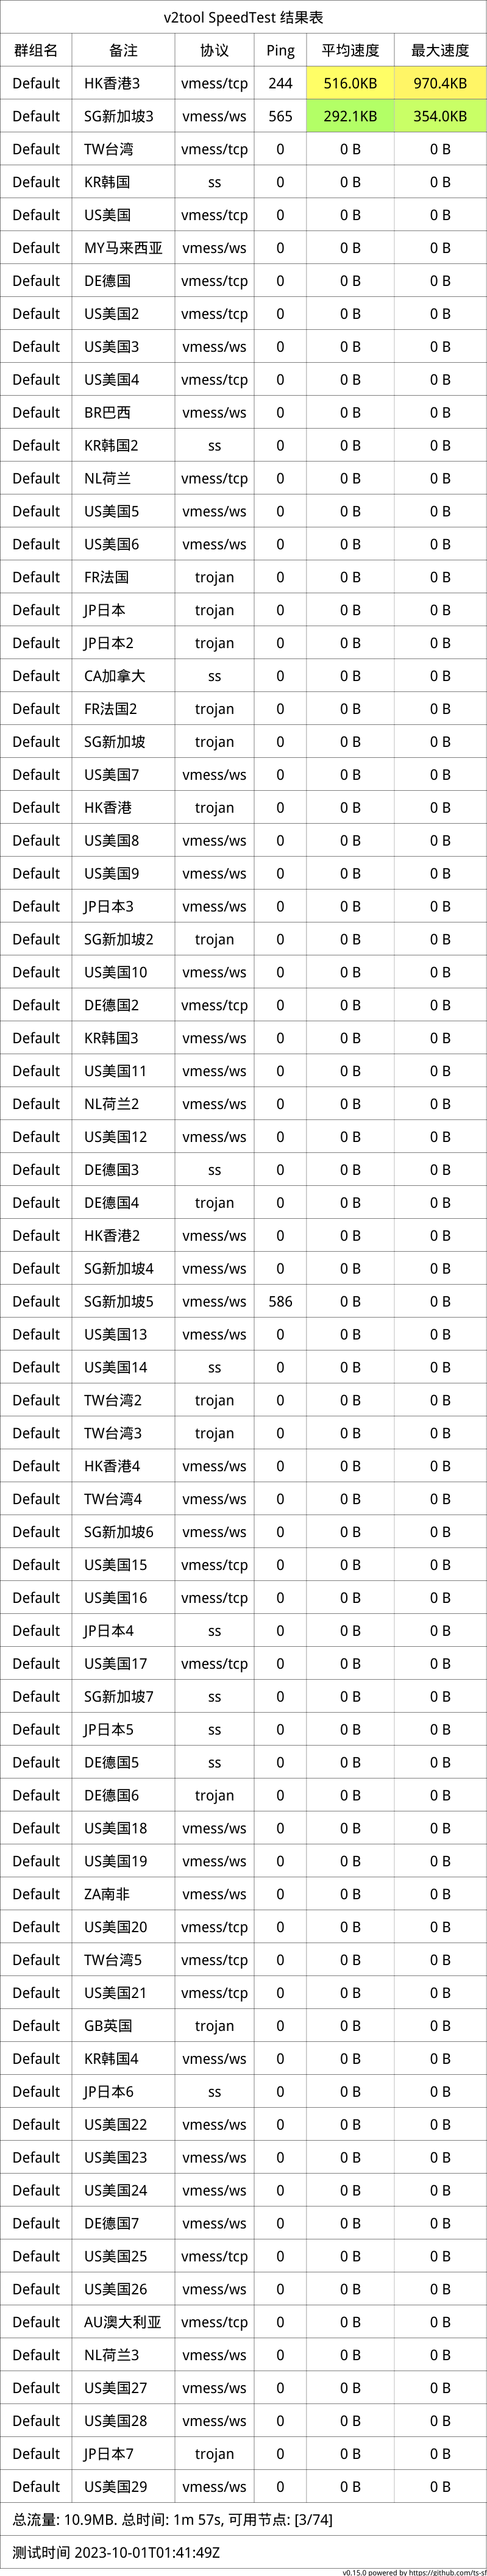 v2tool SpeedTest 结果表
群组名 备注 协议 Ping 平均速度 最大速度
Default HK香港3 vmess/tcp 244 516.0KB 970.4KB
Default SG新加坡3 vmess/ws 565 292.1KB 354.0KB
Default TW台湾 vmess/tcp 0 0 B 0 B
Default KR韩国 ss 0 0 B 0 B
Default US美国 vmess/tcp 0 0 B 0 B
Default MY马来西亚 vmess/ws 0 0 B 0 B
Default DE德国 vmess/tcp 0 0 B 0 B
Default US美国2 vmess/tcp 0 0 B 0 B
Default US美国3 vmess/ws 0 0 B 0 B
Default US美国4 vmess/tcp 0 0 B 0 B
Default BR巴西 vmess/ws 0 0 B 0 B
Default KR韩国2 ss 0 0 B 0 B
Default NL荷兰 vmess/tcp 0 0 B 0 B
Default US美国5 vmess/ws 0 0 B 0 B
Default US美国6 vmess/ws 0 0 B 0 B
Default FR法国 trojan 0 0 B 0 B
Default JP日本 trojan 0 0 B 0 B
Default JP日本2 trojan 0 0 B 0 B
Default CA加拿大 ss 0 0 B 0 B
Default FR法国2 trojan 0 0 B 0 B
Default SG新加坡 trojan 0 0 B 0 B
Default US美国7 vmess/ws 0 0 B 0 B
Default HK香港 trojan 0 0 B 0 B
Default US美国8 vmess/ws 0 0 B 0 B
Default US美国9 vmess/ws 0 0 B 0 B
Default JP日本3 vmess/ws 0 0 B 0 B
Default SG新加坡2 trojan 0 0 B 0 B
Default US美国10 vmess/ws 0 0 B 0 B
Default DE德国2 vmess/tcp 0 0 B 0 B
Default KR韩国3 vmess/ws 0 0 B 0 B
Default US美国11 vmess/ws 0 0 B 0 B
Default NL荷兰2 vmess/ws 0 0 B 0 B
Default US美国12 vmess/ws 0 0 B 0 B
Default DE德国3 ss 0 0 B 0 B
Default DE德国4 trojan 0 0 B 0 B
Default HK香港2 vmess/ws 0 0 B 0 B
Default SG新加坡4 vmess/ws 0 0 B 0 B
Default SG新加坡5 vmess/ws 586 0 B 0 B
Default US美国13 vmess/ws 0 0 B 0 B
Default US美国14 ss 0 0 B 0 B
Default TW台湾2 trojan 0 0 B 0 B
Default TW台湾3 trojan 0 0 B 0 B
Default HK香港4 vmess/ws 0 0 B 0 B
Default TW台湾4 vmess/ws 0 0 B 0 B
Default SG新加坡6 vmess/ws 0 0 B 0 B
Default US美国15 vmess/tcp 0 0 B 0 B
Default US美国16 vmess/tcp 0 0 B 0 B
Default JP日本4 ss 0 0 B 0 B
Default US美国17 vmess/tcp 0 0 B 0 B
Default SG新加坡7 ss 0 0 B 0 B
Default JP日本5 ss 0 0 B 0 B
Default DE德国5 ss 0 0 B 0 B
Default DE德国6 trojan 0 0 B 0 B
Default US美国18 vmess/ws 0 0 B 0 B
Default US美国19 vmess/ws 0 0 B 0 B
Default ZA南非 vmess/ws 0 0 B 0 B
Default US美国20 vmess/tcp 0 0 B 0 B
Default TW台湾5 vmess/tcp 0 0 B 0 B
Default US美国21 vmess/tcp 0 0 B 0 B
Default GB英国 trojan 0 0 B 0 B
Default KR韩国4 vmess/ws 0 0 B 0 B
Default JP日本6 ss 0 0 B 0 B
Default US美国22 vmess/ws 0 0 B 0 B
Default US美国23 vmess/ws 0 0 B 0 B
Default US美国24 vmess/ws 0 0 B 0 B
Default DE德国7 vmess/ws 0 0 B 0 B
Default US美国25 vmess/tcp 0 0 B 0 B
Default US美国26 vmess/ws 0 0 B 0 B
Default AU澳大利亚 vmess/tcp 0 0 B 0 B
Default NL荷兰3 vmess/ws 0 0 B 0 B
Default US美国27 vmess/ws 0 0 B 0 B
Default US美国28 vmess/ws 0 0 B 0 B
Default JP日本7 trojan 0 0 B 0 B
Default US美国29 vmess/ws 0 0 B 0 B
总流量: 10.9MB. 总时间: 1m 57s, 可用节点: [3/74]
测试时间 2023-10-01T01:41:49Z
v0.15.0 powered by https://github.com/ts-sf